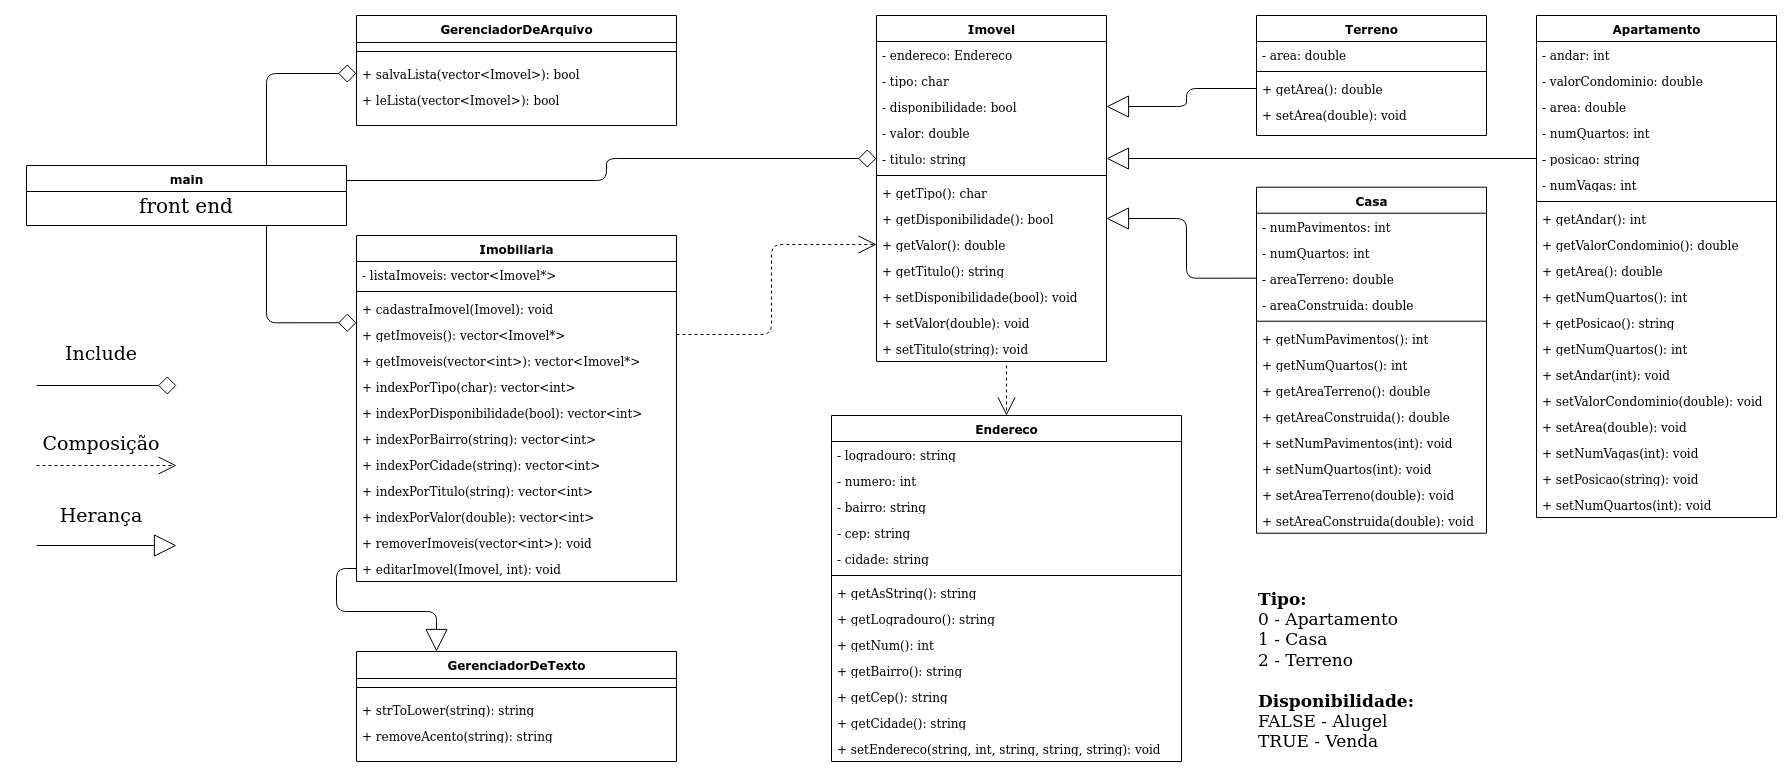 GerenciadorDeArquivo
+ salvaLista(vector<Imovel>): bool
+ leLista(vector<Imovel>): bool
main
front end
Imobiliaria
- listaImoveis: vector<Imovel*>
+ cadastraImovel(Imovel): void
+ getImoveis(): vector<Imovel*>
+ getImoveis(vector<int>): vector<Imovel*>
+ indexPorTipo(char): vector<int>
+ indexPorDisponibilidade(bool): vector<int>
+ indexPorBairro(string): vector<int>
+ indexPorCidade(string): vector<int>
+ indexPorTitulo(string): vector<int>
+ indexPorValor(double): vector<int>
+ removerImoveis(vector<int>): void
+ editarImovel(Imovel, int): void
Include
Composição
Herança
GerenciadorDeTexto
+ strToLower(string): string
+ removeAcento(string): string
Imovel
- endereco: Endereco
- tipo: char
- disponibilidade: bool
- valor: double
- titulo: string
+ getTipo(): char
+ getDisponibilidade(): bool
+ getValor(): double
+ getTitulo(): string
+ setDisponibilidade(bool): void
+ setValor(double): void
+ setTitulo(string): void
Endereco
- logradouro: string
- numero: int
- bairro: string
- cep: string
- cidade: string
+ getAsString(): string
+ getLogradouro(): string
+ getNum(): int
+ getBairro(): string
+ getCep(): string
+ getCidade(): string
+ setEndereco(string, int, string, string, string): void
Terreno
- area: double
+ getArea(): double
+ setArea(double): void
Casa
- numPavimentos: int
- numQuartos: int
- areaTerreno: double
- areaConstruida: double
+ getNumPavimentos(): int
+ getNumQuartos(): int
+ getAreaTerreno(): double
+ getAreaConstruida(): double
+ setNumPavimentos(int): void
+ setNumQuartos(int): void
+ setAreaTerreno(double): void
+ setAreaConstruida(double): void
Apartamento
- andar: int
- valorCondominio: double
- area: double
- numQuartos: int
- posicao: string
- numVagas: int
+ getAndar(): int
+ getValorCondominio(): double
+ getArea(): double
+ getNumQuartos(): int
+ getPosicao(): string
+ getNumQuartos(): int
+ setAndar(int): void
+ setValorCondominio(double): void
+ setArea(double): void
+ setNumVagas(int): void
+ setPosicao(string): void
+ setNumQuartos(int): void
Tipo:
0 - Apartamento
1 - Casa
2 - Terreno
Disponibilidade:
FALSE - Alugel
TRUE - Venda